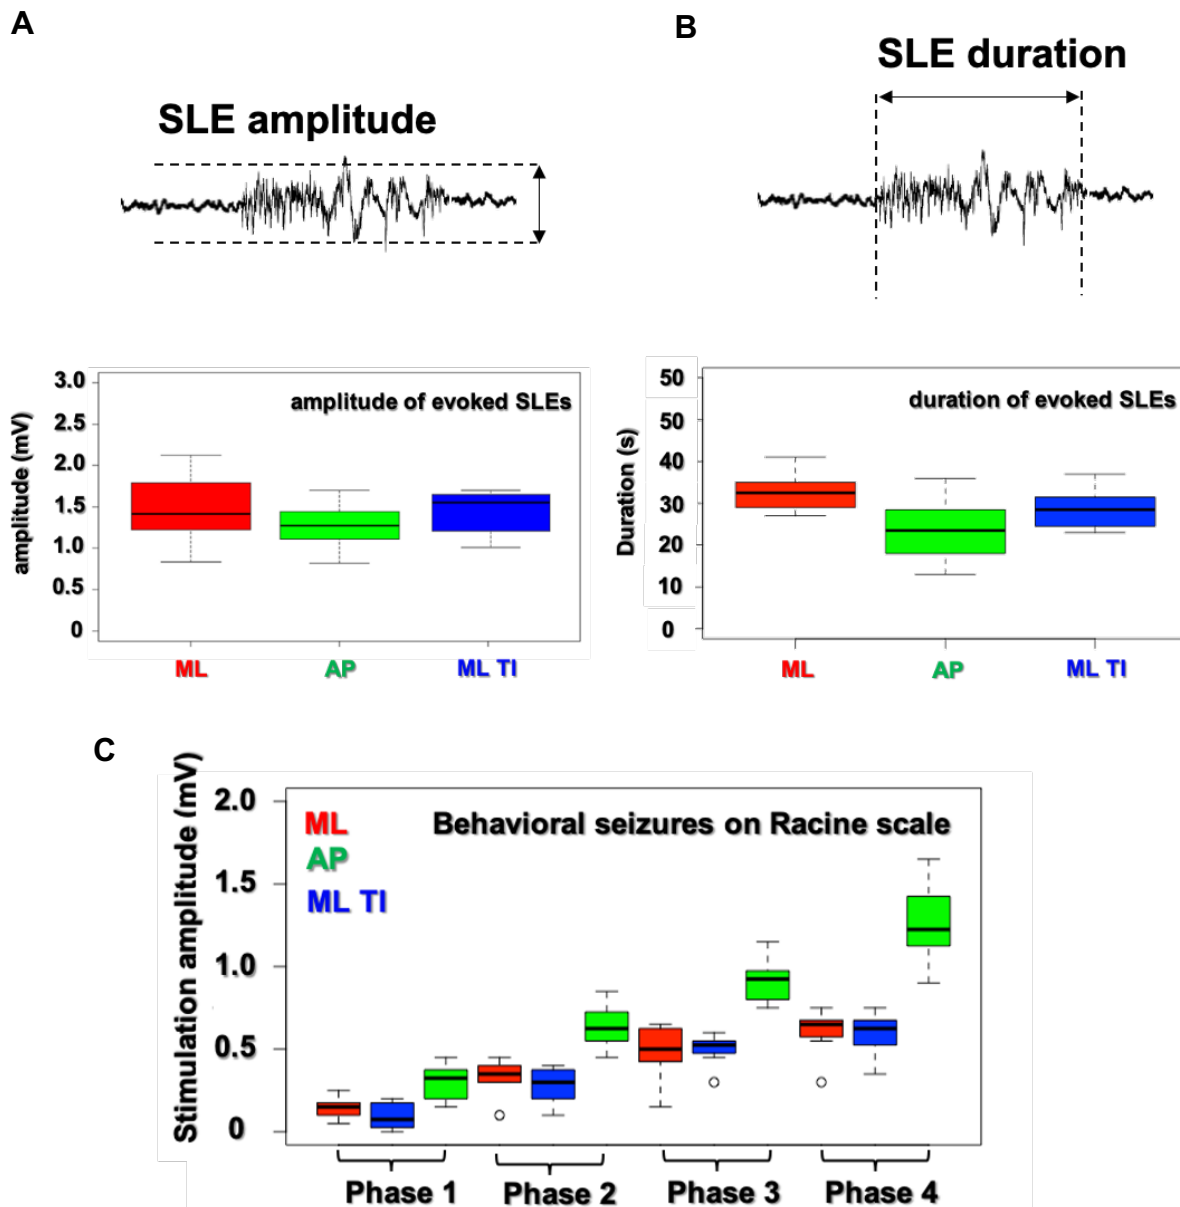 A
SLE amplitude
B
SLE duration
amplitude (mV)
3.0
2.5
2.0
1.5
1.0
0.5
0
amplitude of evoked SLEs
ML
AP
ML TI
Duration (s)
50
50
40
30
20
10
0
duration of evoked SLEs
ML
AP
ML TI
C
Stimulation amplitude (mV)
2.0
1.5
1.0
0.5
0
ML
AP
ML TI
Behavioral seizures on Racine scale
Phase 1
Phase 2
Phase 3
Phase 4